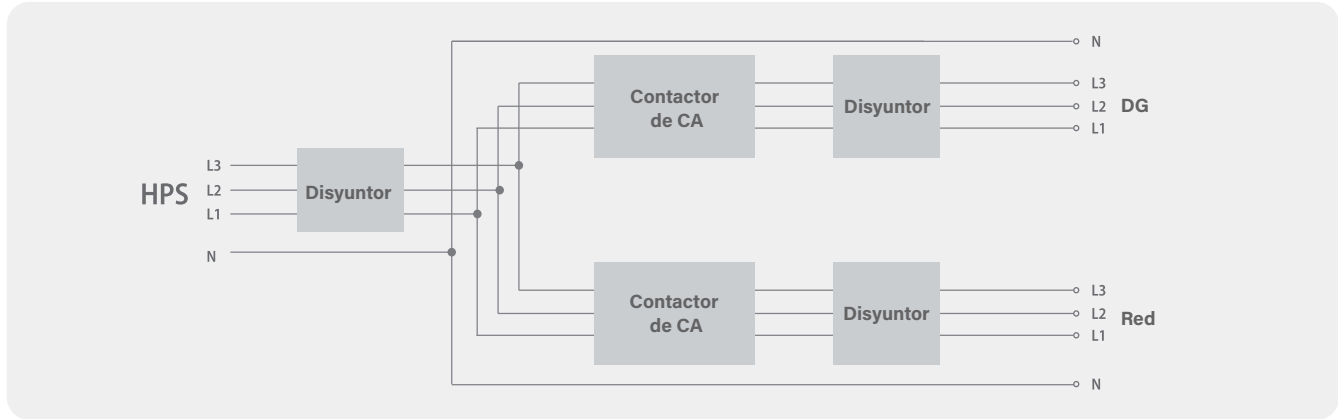 N
L3
Contactor
de CA
Disyuntor
L2
DG
L1
L3
HPS
L2
Disyuntor
L1
N
L3
Contactor
de CA
Disyuntor
L2
Red
L1
N